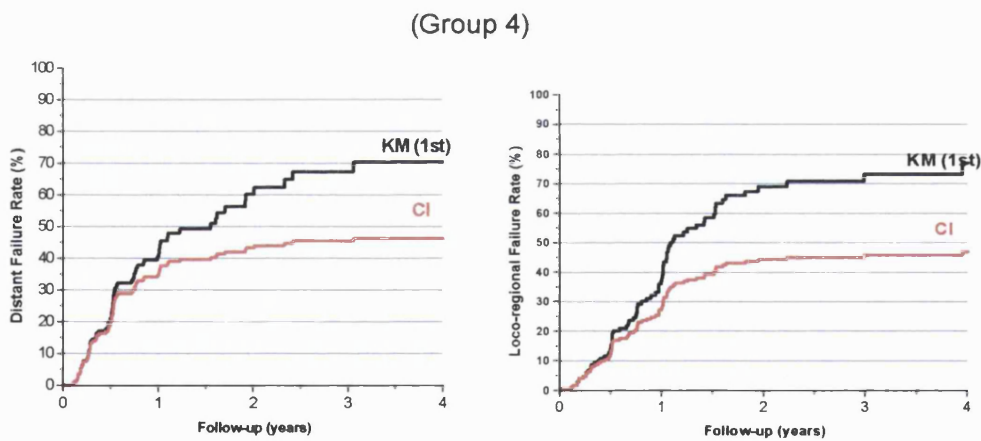 (Group 4)
Distant Failure Rate (%)
100
90
80
70
60
50
40
30
20
10
0
KM (1st)
CI
0 1 2 3 4
Follow-up (years)
Loco-regional Failure Rate (%)
100
90
80
70
60
50
40
30
20
10
0
KM (1st)
CI
0 1 2 3 4
Follow-up (years)